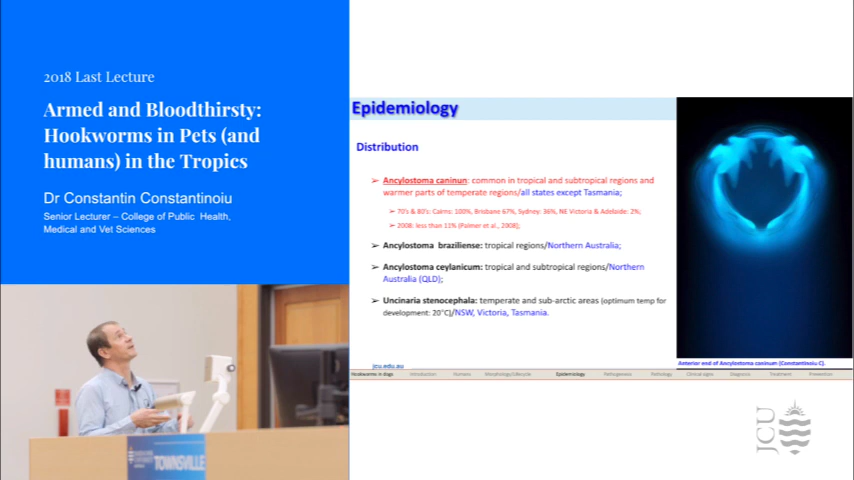 2018 Last Lecture
Armed and Bloodthirsty:
Hookworms in Pets (and
humans) in the Tropics
Dr Constantin Constantinoiu
Senior Lecturer – College of Public Health,
Medical and Vet Sciences
TOWNSVILLE
Epidemiology
Distribution
➢ Ancylostoma caninun: common in tropical and subtropical regions and
warmer parts of temperate regions/all states except Tasmania;
➢ 70's & 80's: Cairns: 100%, Brisbane 67%, Sydney: 36%, NE Victoria & Adelaide: 2%;
➢ 2008: less than 11% (Palmer et al., 2008);
➢ Ancylostoma braziliense: tropical regions/Northern Australia;
➢ Ancylostoma ceylanicum: tropical and subtropical regions/Northern
Australia (QLD);
➢ Uncinaria stenocephala: temperate and sub-arctic areas (optimum temp for
development: 20°C)/NSW, Victoria, Tasmania.
Anterior end of Ancylostoma caninum (Constantinoiu C).
jcu.edu.au
Hookworms in dogs Introduction Humans Morphology/Lifecycle Epidemiology Pathogenesis Pathology Clinical signs Diagnosis Treatment Prevention
JCU